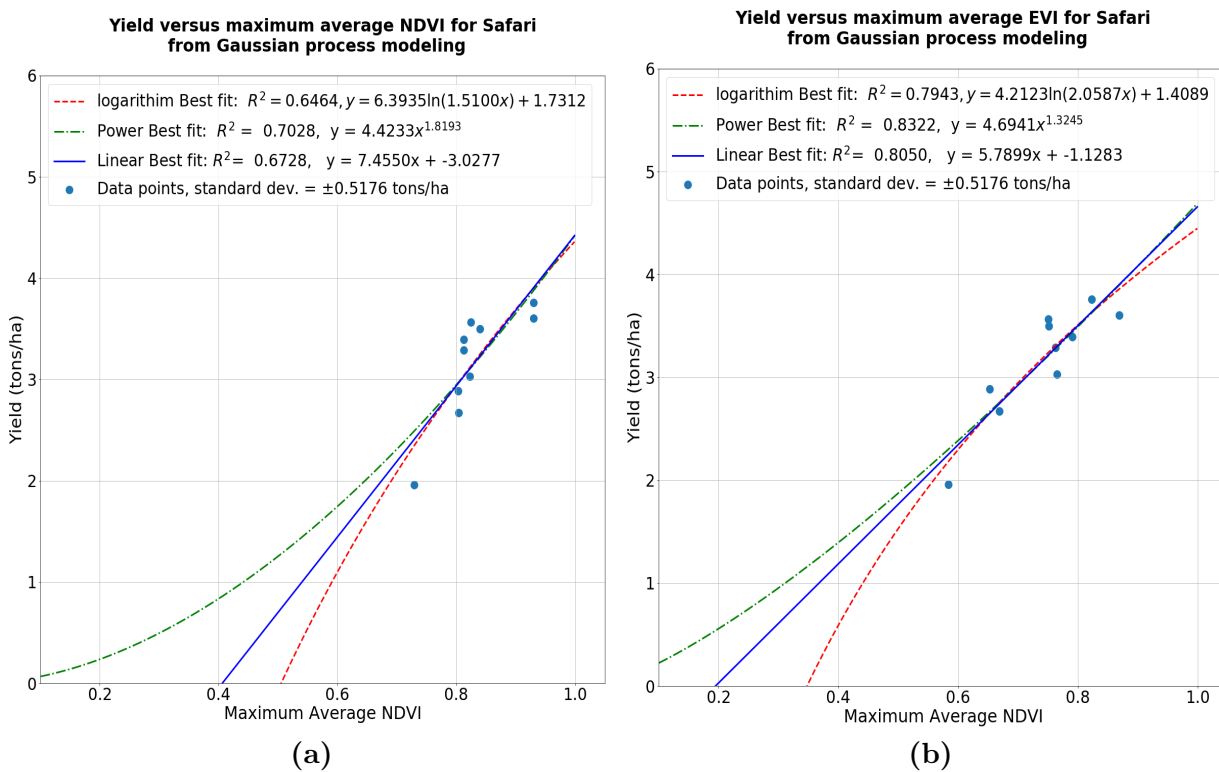 Yield versus maximum average NDVI for Safari
from Gaussian process modeling
logarithim Best fit: R² = 0.6464, y = 6.3935ln(1.5100x) + 1.7312
Power Best fit: R² = 0.7028, y = 4.4233x^1.8193
Linear Best fit: R²= 0.6728, y = 7.4550x + -3.0277
Data points, standard dev. = ±0.5176 tons/ha
Yield (tons/ha)
6
5
4
3
2
1
0
0.2 0.4 0.6 0.8 1.0
Maximum Average NDVI
(a)
Yield versus maximum average EVI for Safari
from Gaussian process modeling
logarithim Best fit: R² = 0.7943, y = 4.2123ln(2.0587x) + 1.4089
Power Best fit: R² = 0.8322, y = 4.6941x^1.3245
Linear Best fit: R²= 0.8050, y = 5.7899x + -1.1283
Data points, standard dev. = ±0.5176 tons/ha
Yield (tons/ha)
6
5
4
3
2
1
0
0.2 0.4 0.6 0.8 1.0
Maximum Average NDVI
(b)